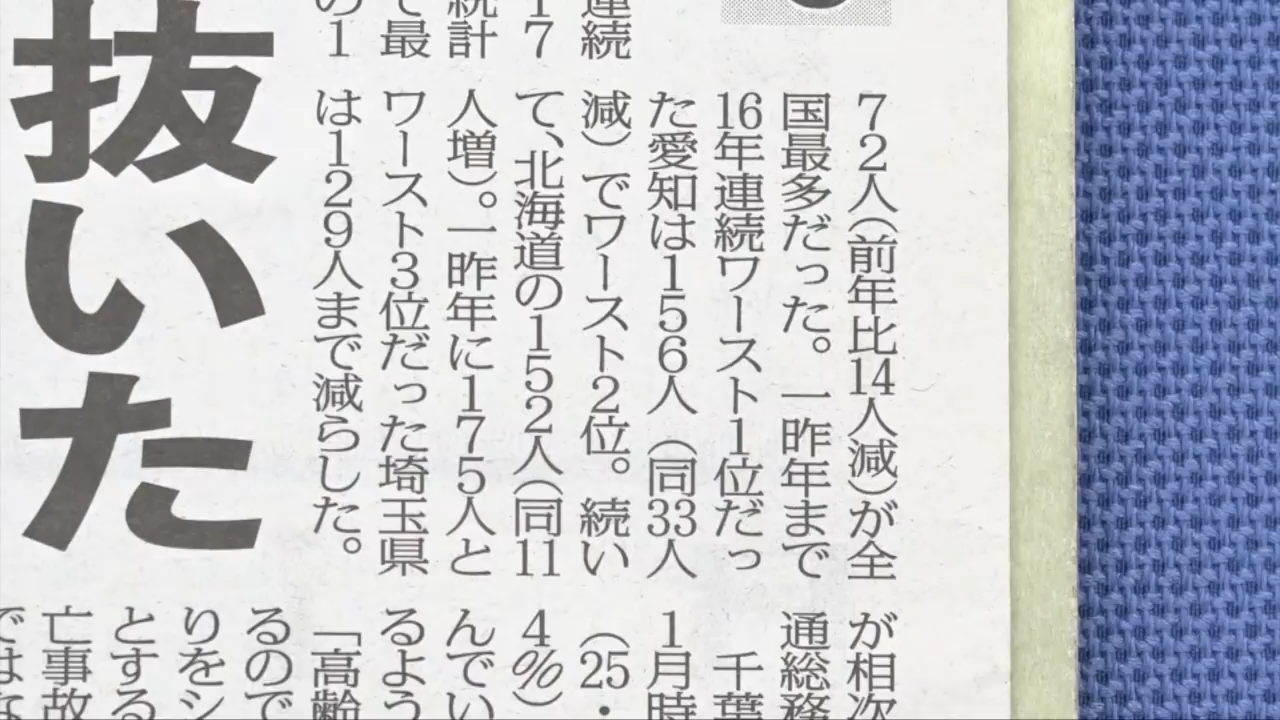 抜いた
連続
17
統計
で最
の1
72人(前年比14人減)が全
国最多だった。一昨年まで
16年連続ワースト1位だっ
た愛知は156人(同33人
減)でワースト2位。続い
て、北海道の152人(同11
人増)。一昨年に175人と
ワースト3位だった埼玉県
は129人まで減らした。
が相次
通総務
千葉
1月時
(25・
4%)
んでい
るよう
「高齢
るので
りをシ
とする
亡事故
ではな